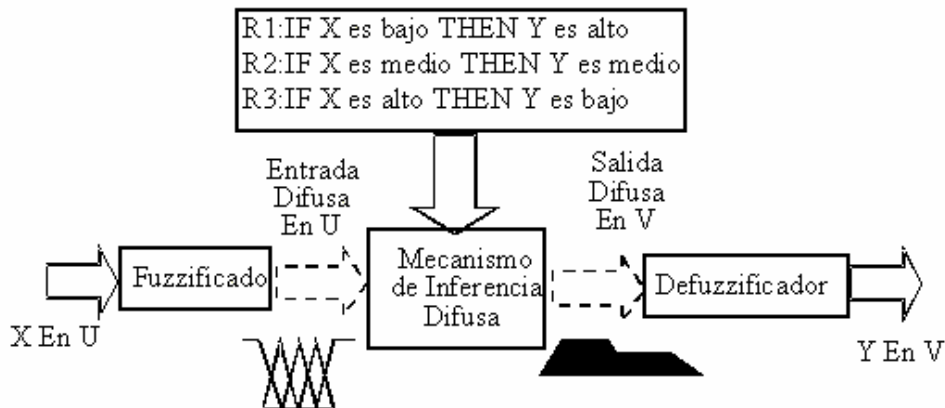 R1:IF X es bajo THEN Y es alto
R2:IF X es medio THEN Y es medio
R3:IF X es alto THEN Y es bajo
Entrada
Difusa
En U
Salida
Difusa
En V
Fuzzificado
Mecanismo
de Inferencia
Difusa
Defuzzificador
X En U
Y En V